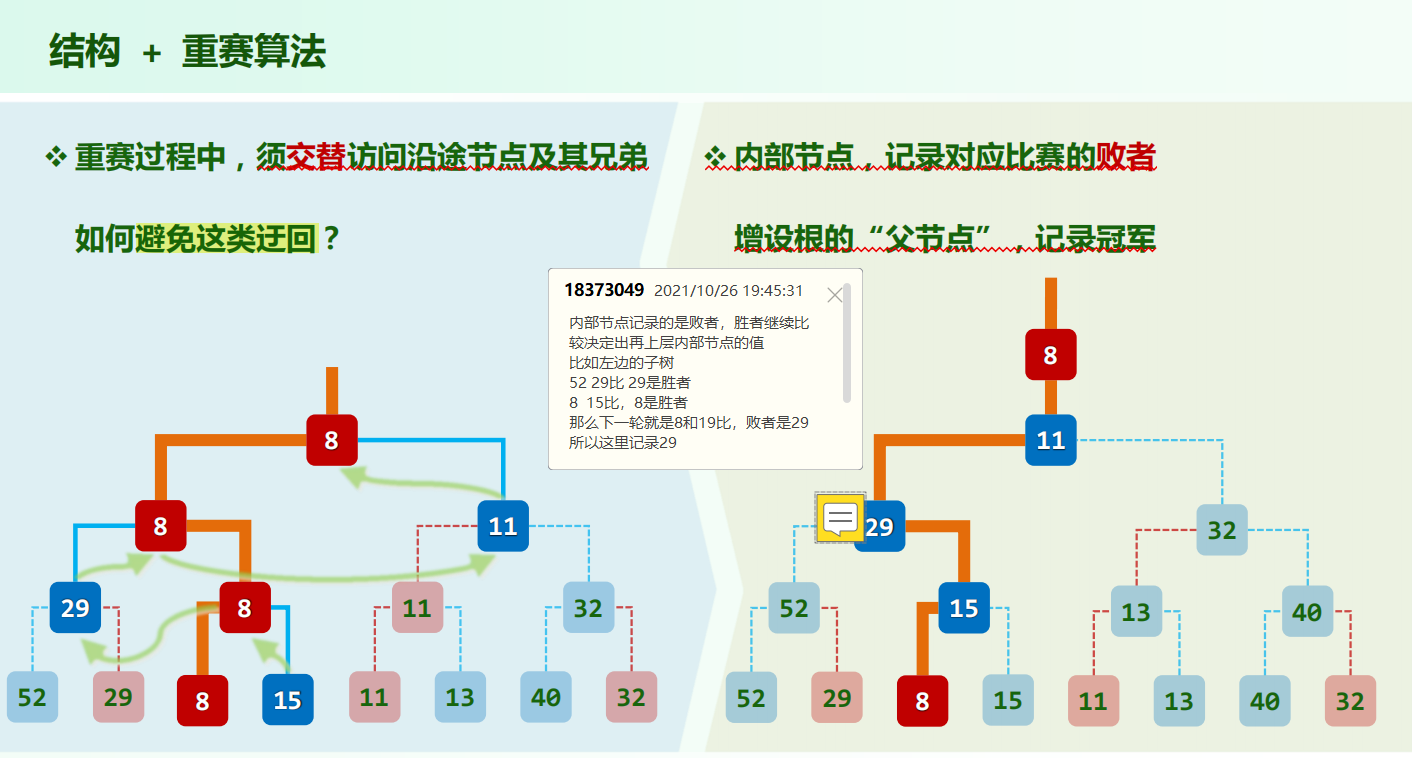 结构 + 重赛算法
❖ 重赛过程中，须交替访问沿途节点及其兄弟
如何避免这类迂回？
❖ 内部节点，记录对应比赛的败者
增设根的“父节点”，记录冠军
18373049 2021/10/26 19:45:31
内部节点记录的是败者，胜者继续比
较决定出再上层内部节点的值
比如左边的子树
52 29比 29是胜者
8 15比，8是胜者
那么下一轮就是8和19比，败者是29
所以这里记录29
8
8 11
29 8 11 32
52 29 8 15 11 13 40 32
8
11
29 32
52 15 13 40
52 29 8 15 11 13 40 32